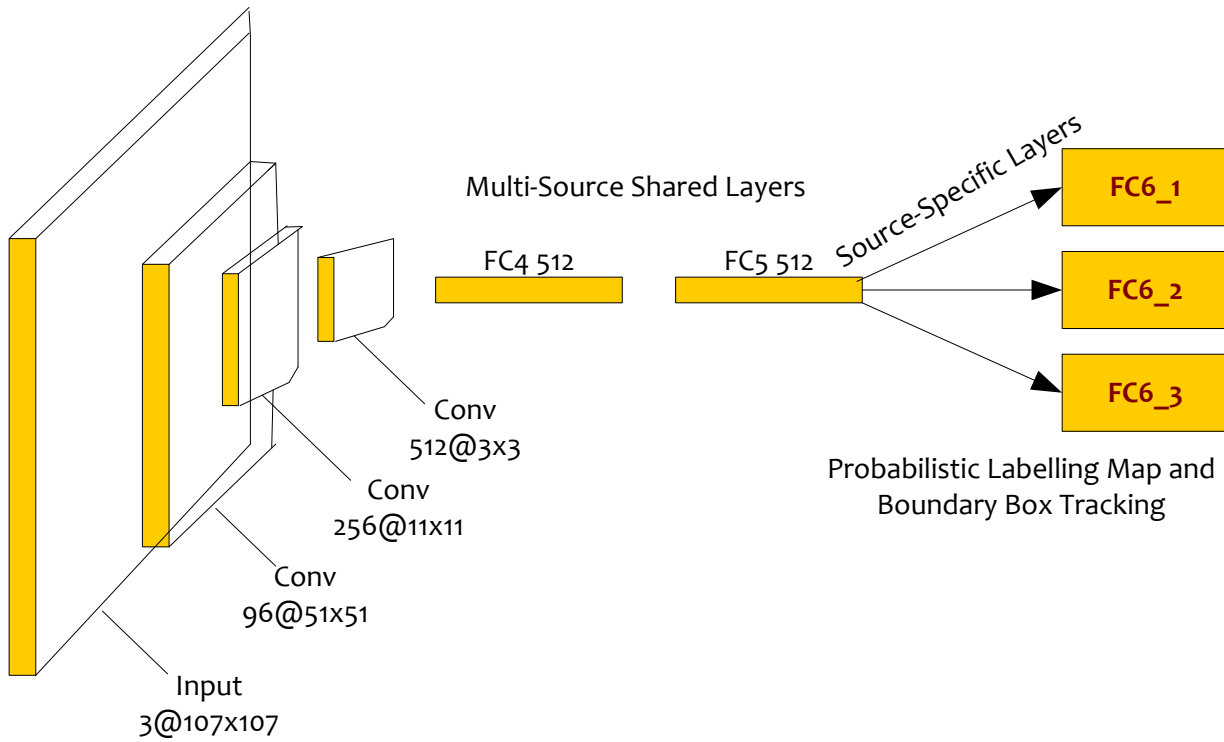 Multi-Source Shared Layers
Source-Specific Layers
FC4 512
FC5 512
FC6_1
FC6_2
FC6_3
Conv
512@3x3
Conv
256@11x11
Conv
96@51x51
Input
3@107x107
Probabilistic Labelling Map and
Boundary Box Tracking